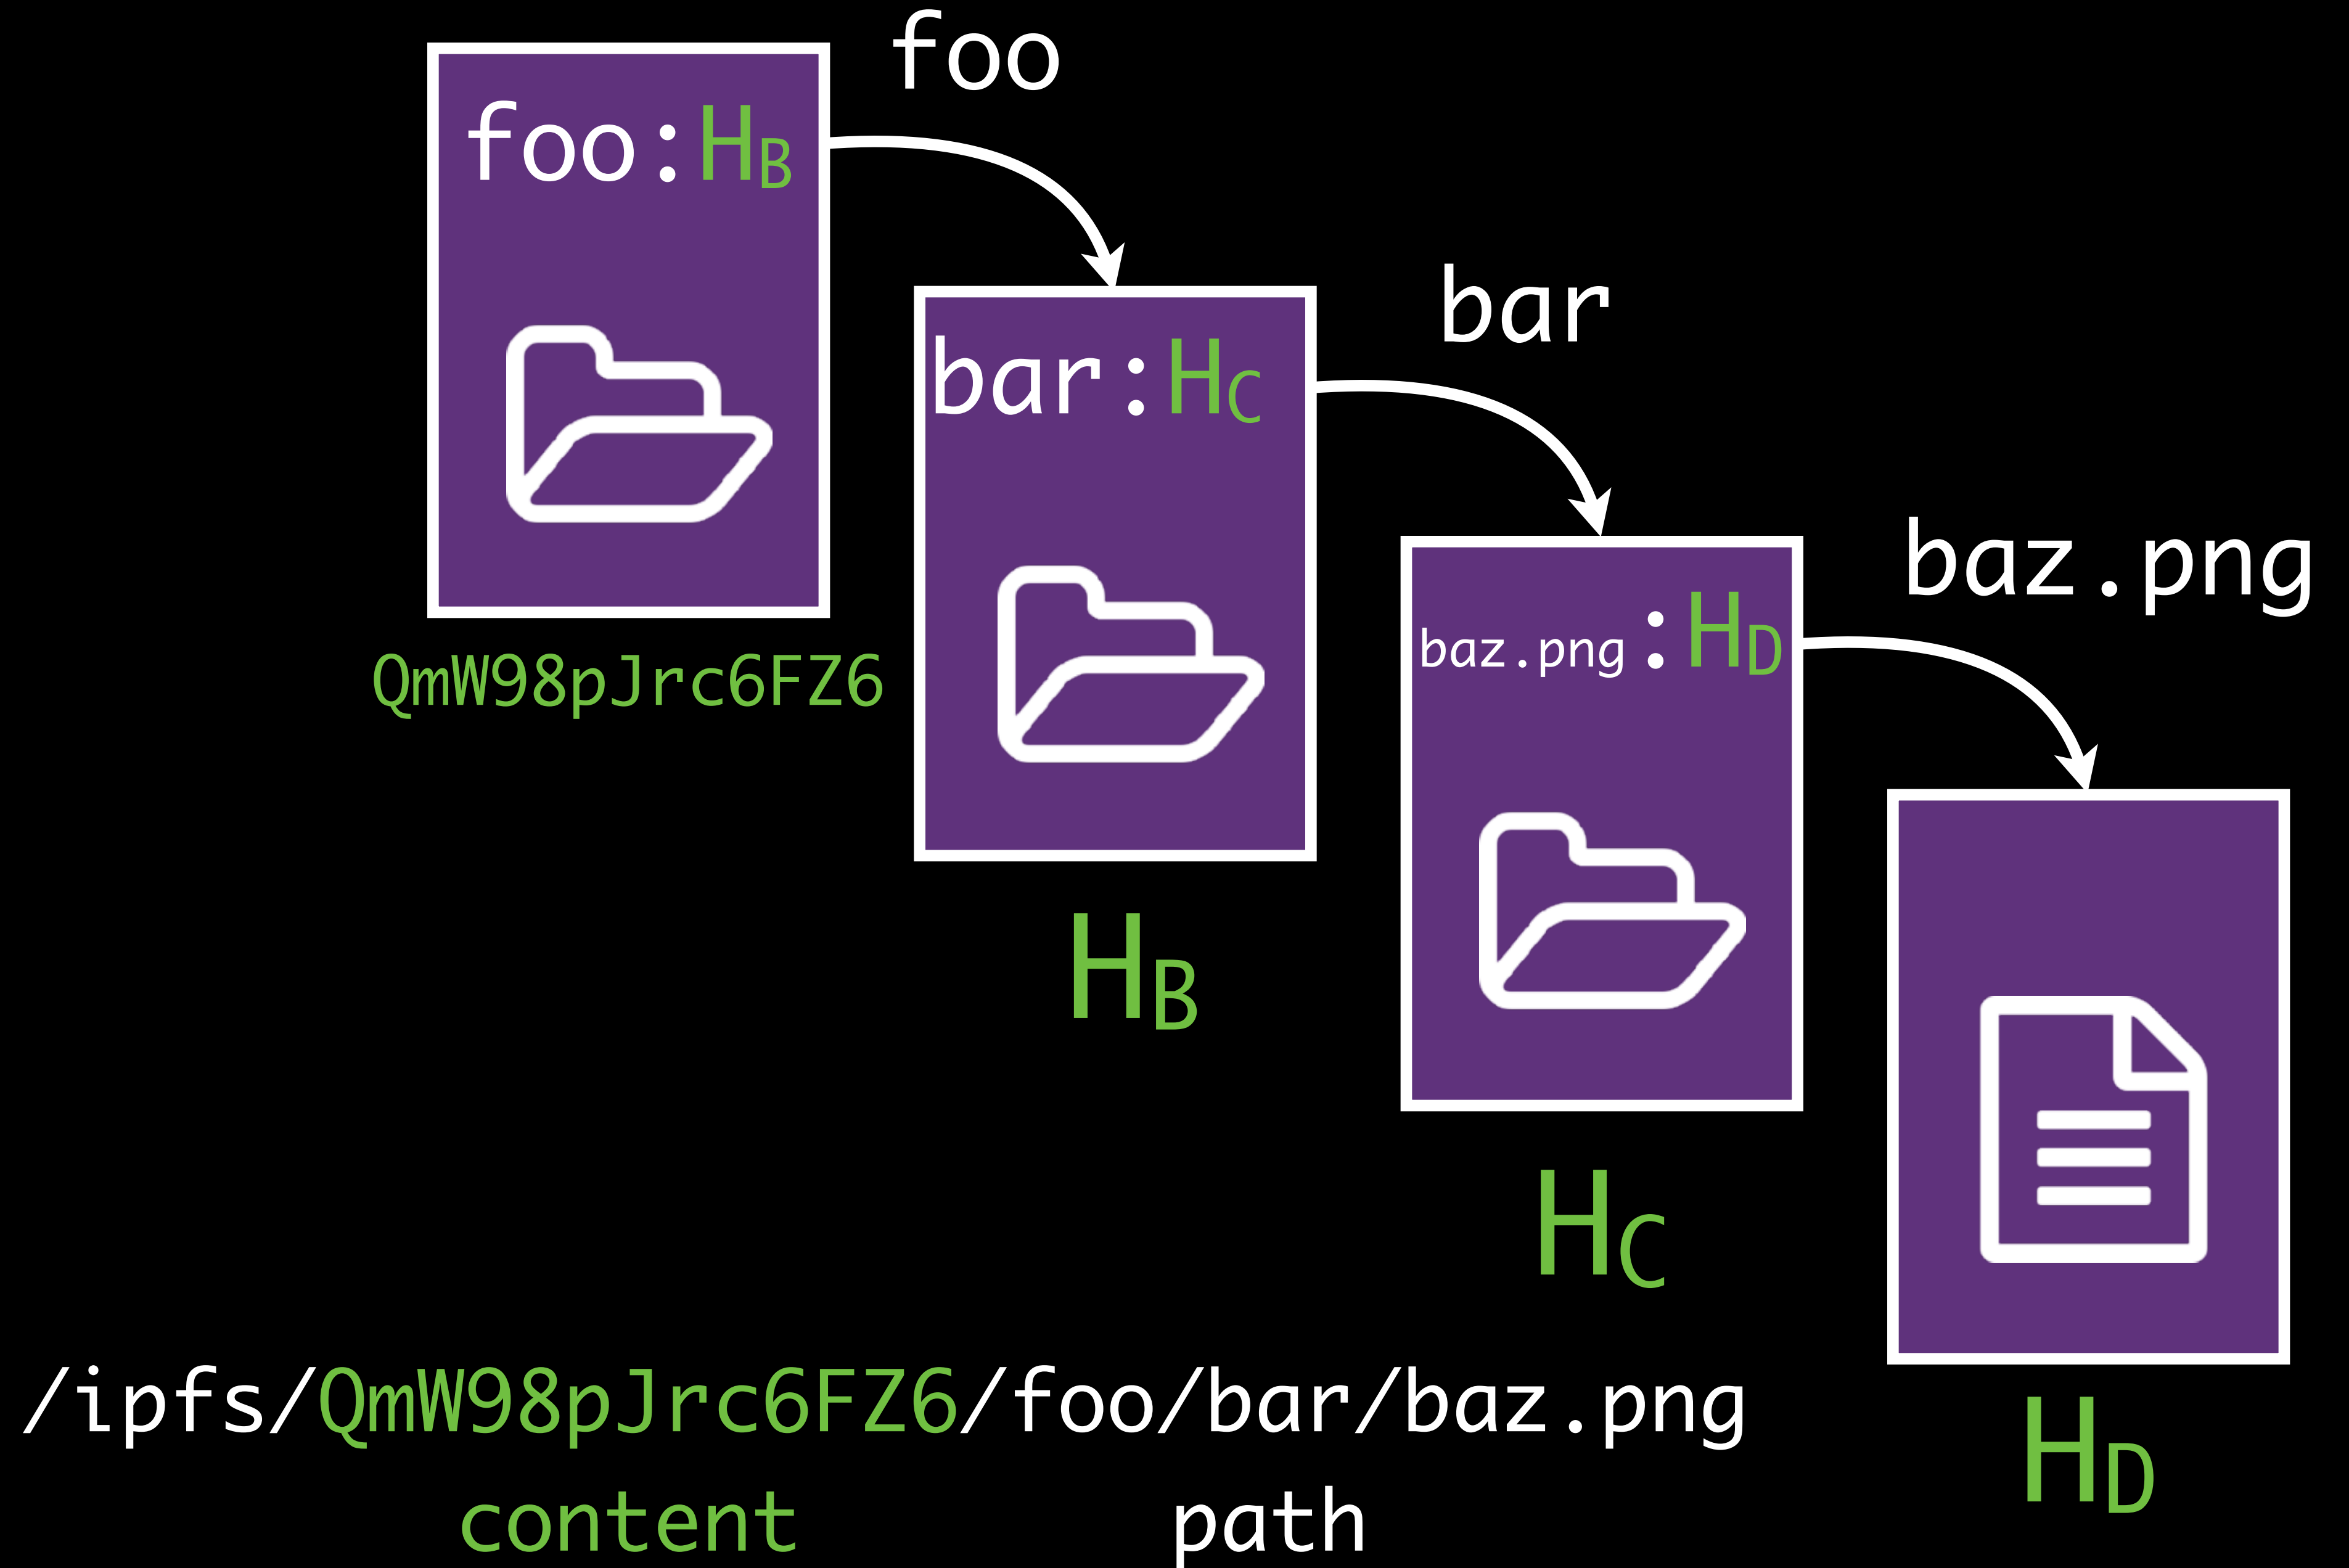 foo
foo:HB
bar
bar:HC
baz.png
baz.png:HD
QmW98pJrc6FZ6
HB
HC
/ipfs/QmW98pJrc6FZ6/foo/bar/baz.png
HD
content path